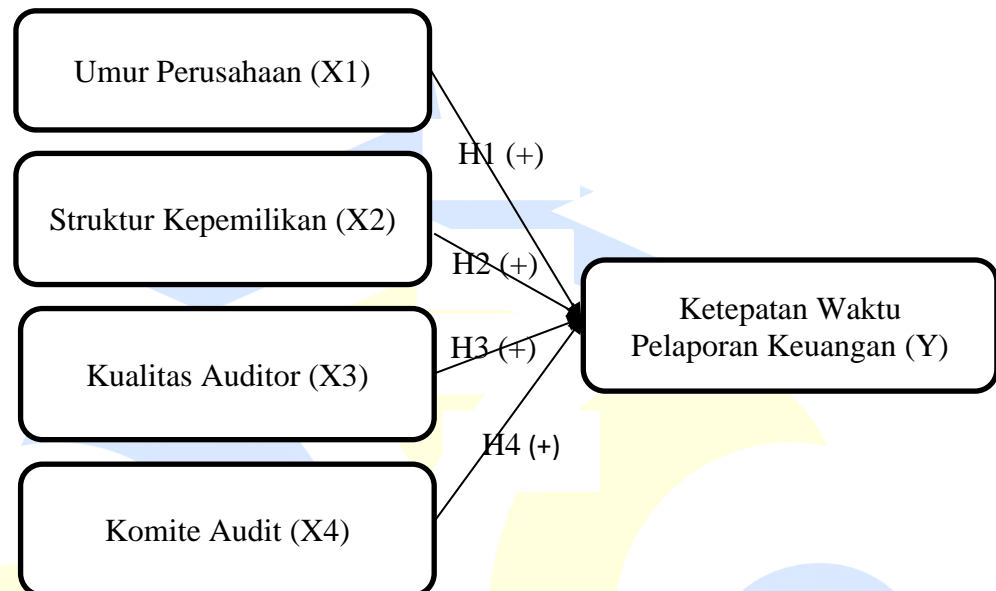 Umur Perusahaan (X1)
H1 (+)
Struktur Kepemilikan (X2)
H2 (+)
Ketepatan Waktu
Pelaporan Keuangan (Y)
H3 (+)
Kualitas Auditor (X3)
H4 (+)
Komite Audit (X4)